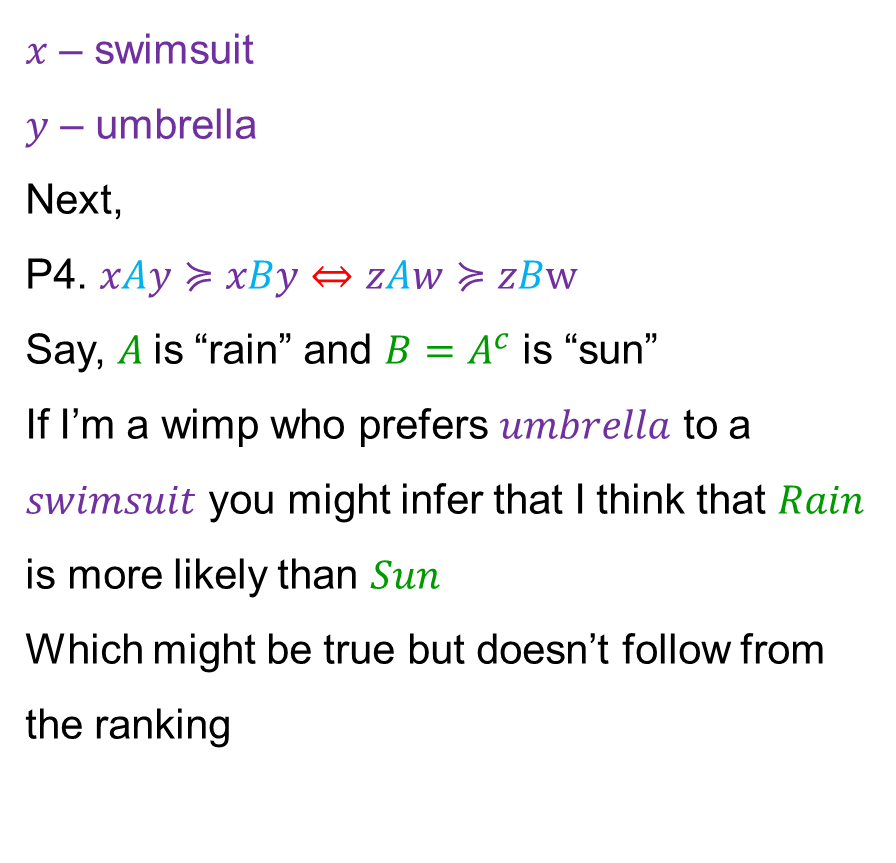 x – swimsuit
y – umbrella
Next,
P4. xAy ≽ xBy ⇔ zAw ≽ zBw
Say, A is “rain” and B = Aᶜ is “sun”
If I’m a wimp who prefers umbrella to a
swimsuit you might infer that I think that Rain
is more likely than Sun
Which might be true but doesn’t follow from
the ranking